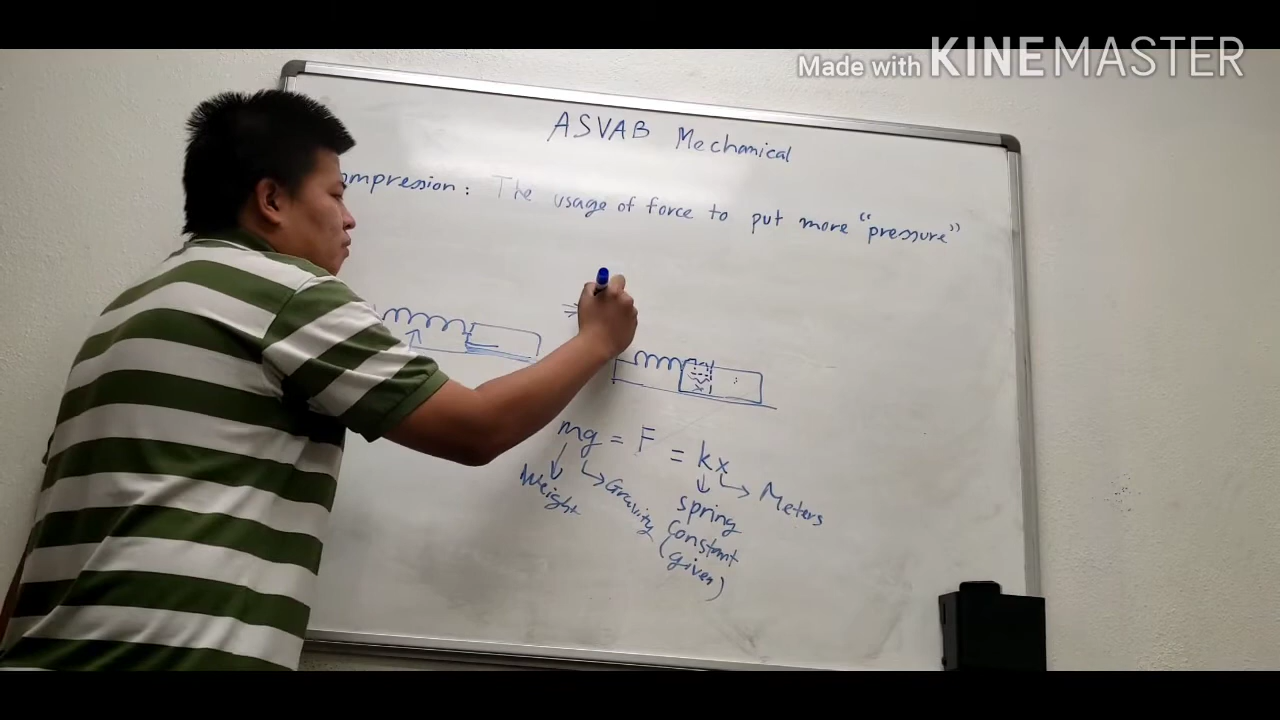 Made with KINEMASTER
ASVAB Mechanical
ompression: The usage of force to put more “pressure”
x
mg = F = kx
Weight
Gravity
Meters
spring
Constant
(given)